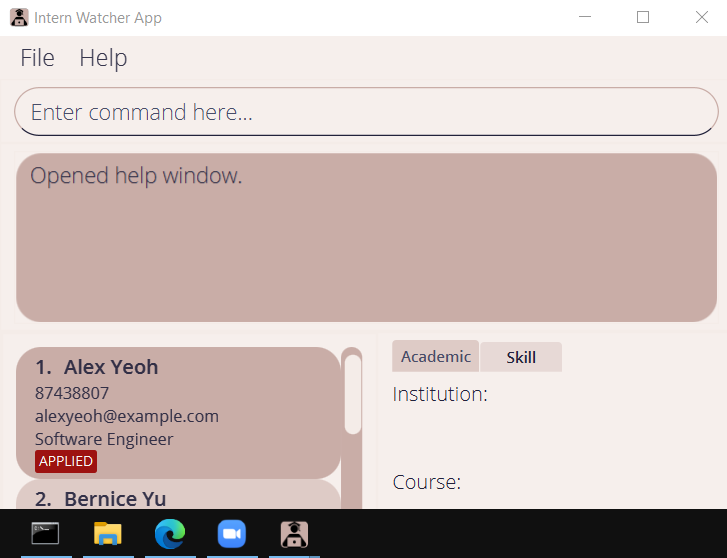 Intern Watcher App
File Help
Enter command here...
Opened help window.
1. Alex Yeoh
87438807
alexyeoh@example.com
Software Engineer
APPLIED
2. Bernice Yu
Academic Skill
Institution:
Course: